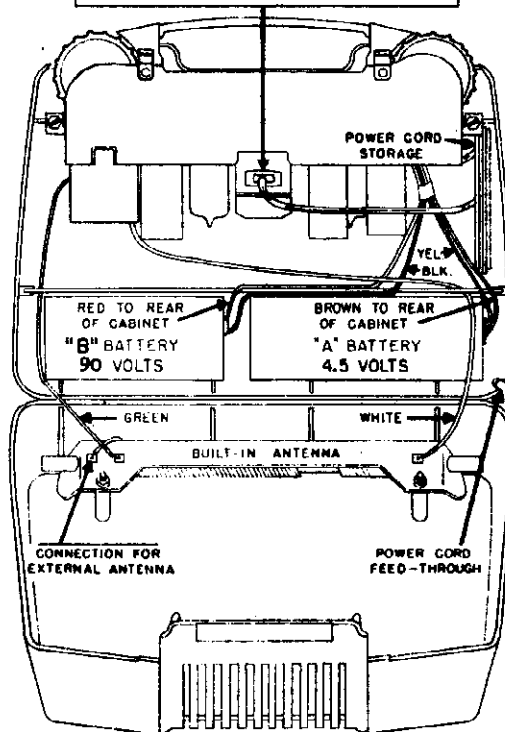 POWER CORD
STORAGE
YEL.
BLK.
RED TO REAR
OF CABINET
"B" BATTERY
90 VOLTS
BROWN TO REAR
OF CABINET
"A" BATTERY
4.5 VOLTS
GREEN
WHITE
BUILT-IN ANTENNA
CONNECTION FOR
EXTERNAL ANTENNA
POWER CORD
FEED-THROUGH